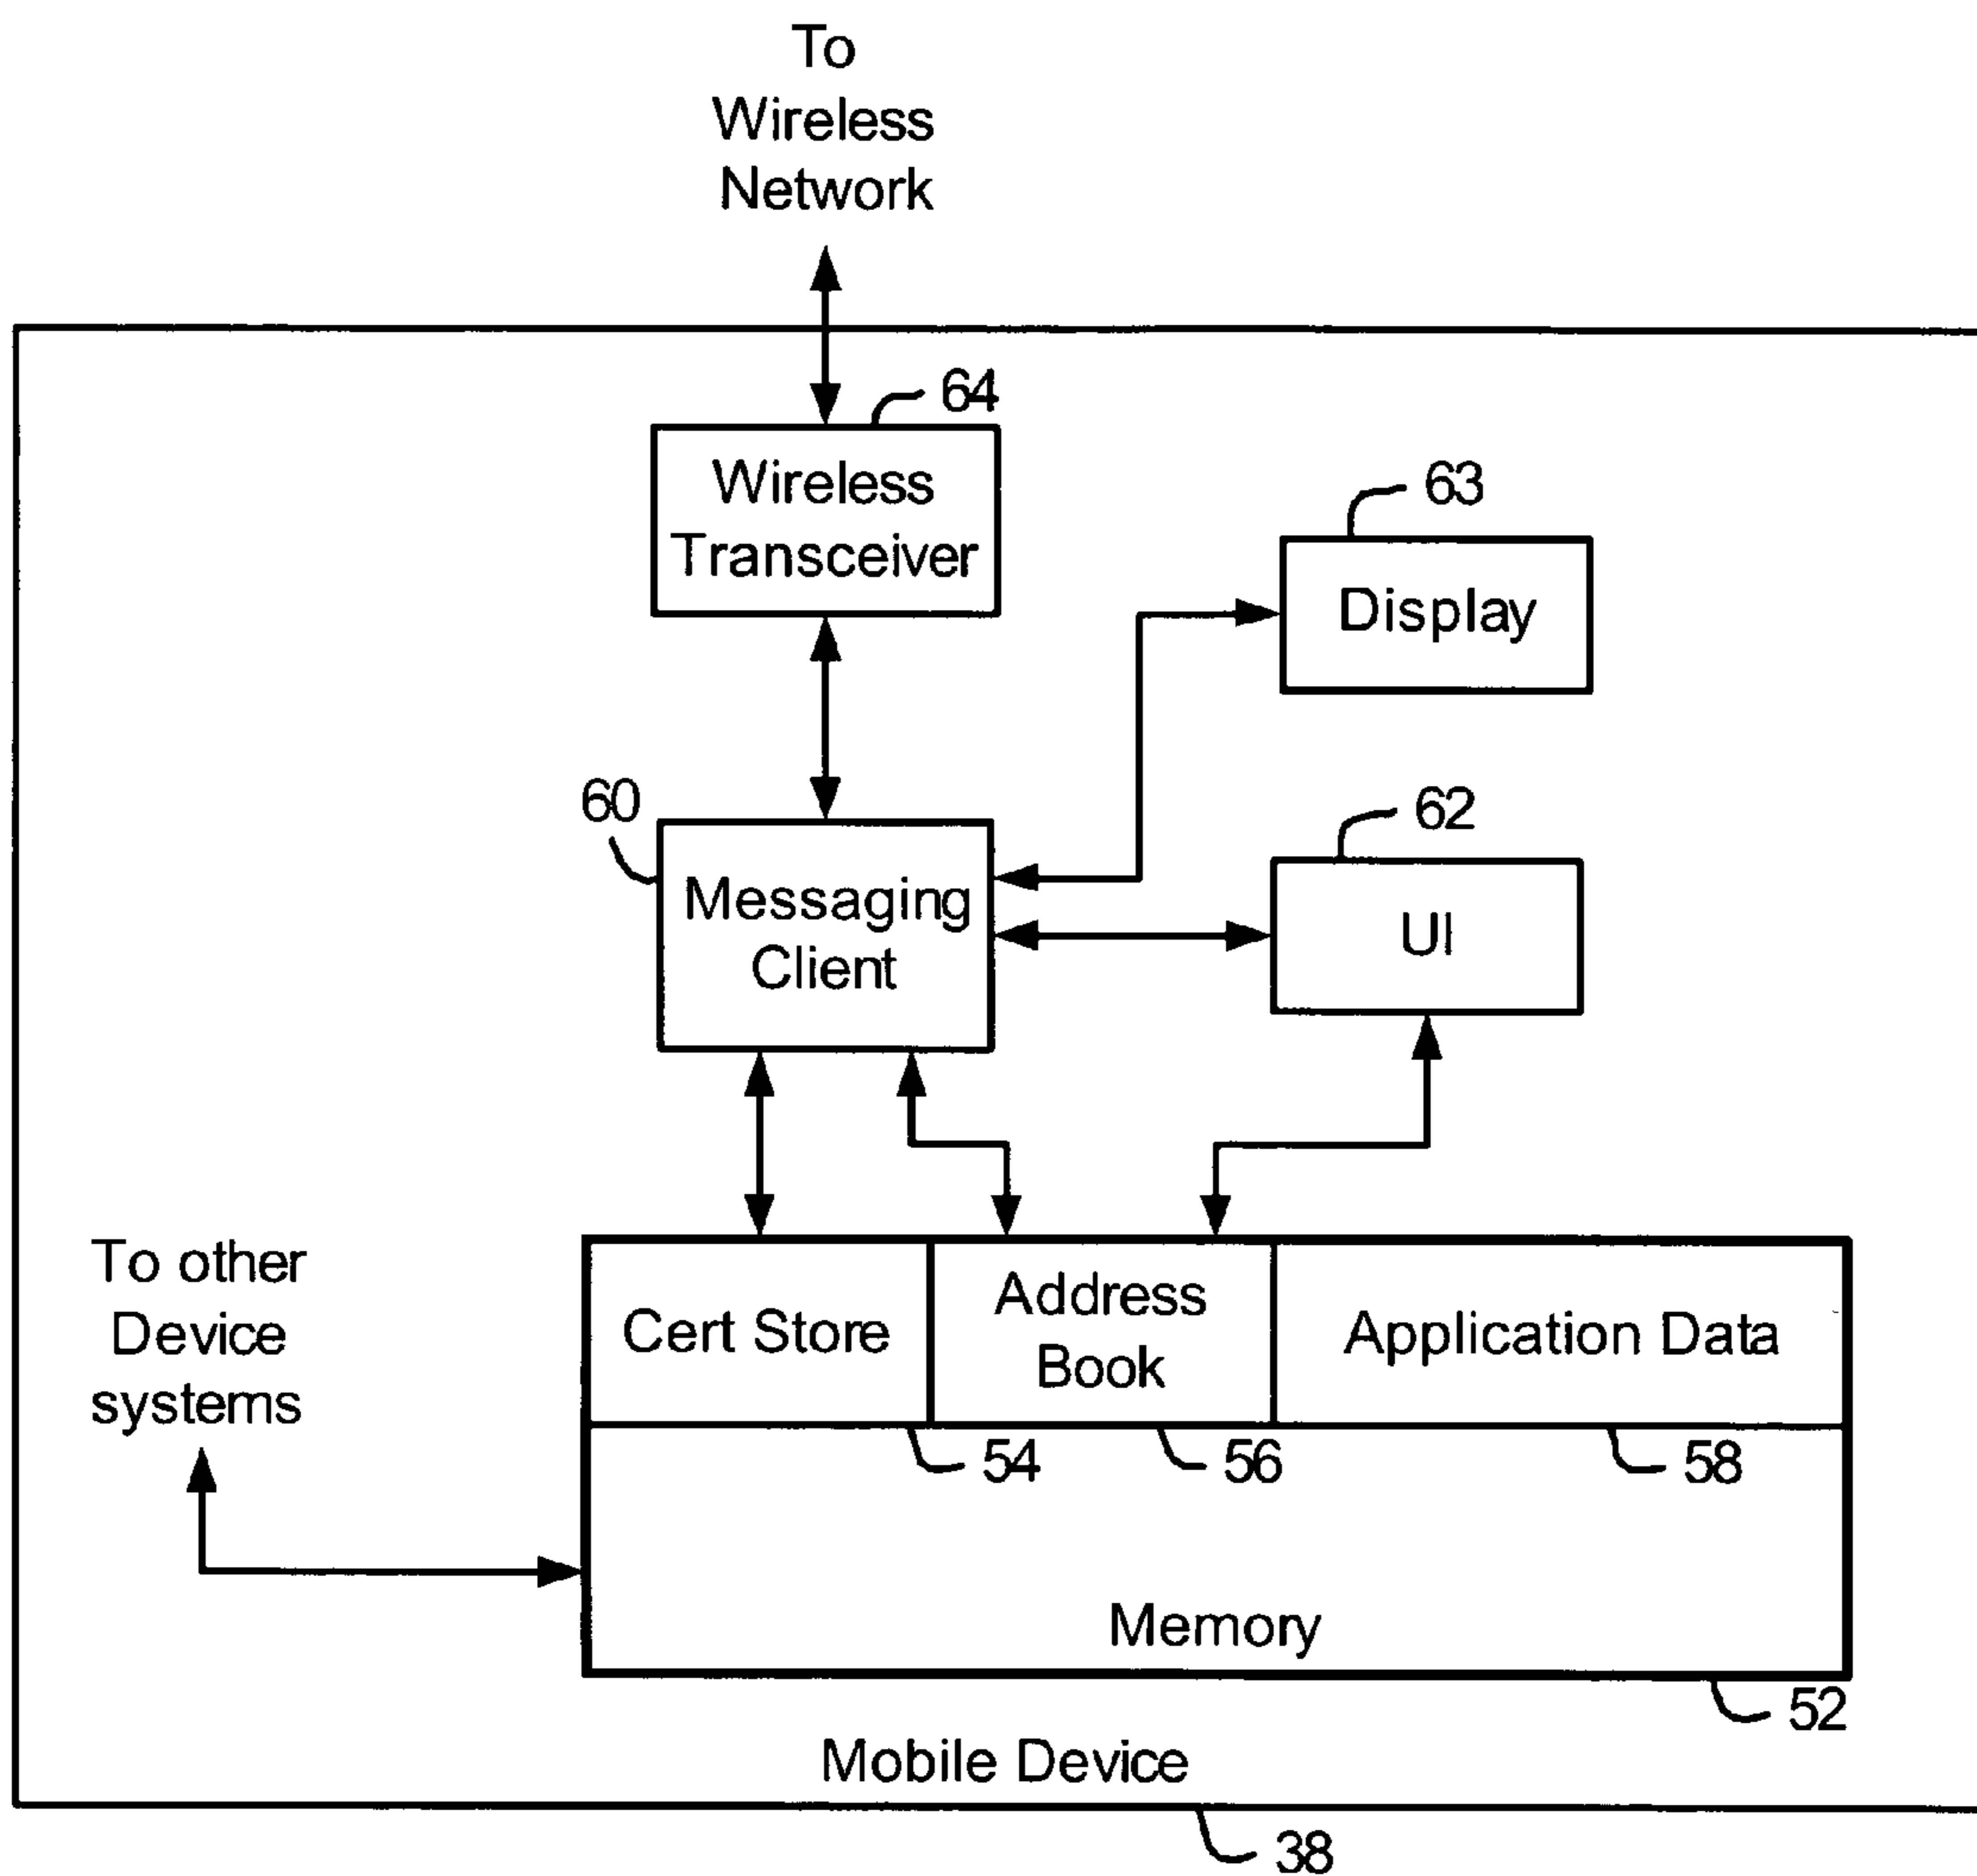 To
Wireless
Network
64
Wireless
Transceiver
63
Display
60
Messaging
Client
62
UI
To other
Device
systems
Cert Store
Address
Book
Application Data
54
56
58
Memory
52
Mobile Device
38